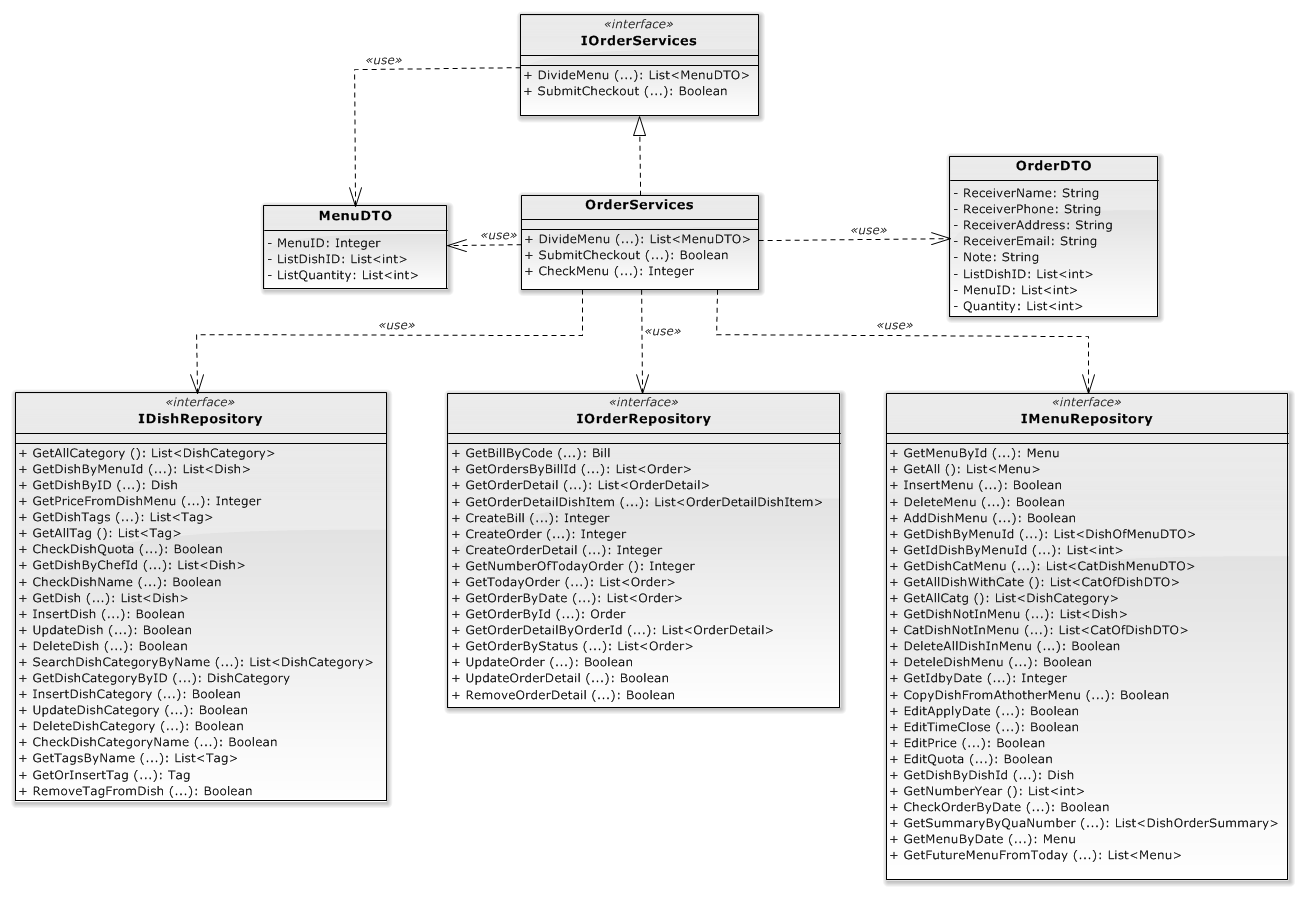 «interface»
IOrderServices
+ DivideMenu (...): List<MenuDTO>
+ SubmitCheckout (...): Boolean
«use»
MenuDTO
- MenuID: Integer
- ListDishID: List<int>
- ListQuantity: List<int>
«use»
OrderServices
+ DivideMenu (...): List<MenuDTO>
+ SubmitCheckout (...): Boolean
+ CheckMenu (...): Integer
«use»
OrderDTO
- ReceiverName: String
- ReceiverPhone: String
- ReceiverAddress: String
- ReceiverEmail: String
- Note: String
- ListDishID: List<int>
- MenuID: List<int>
- Quantity: List<int>
«use»
«use»
«use»
«interface»
IDishRepository
+ GetAllCategory (): List<DishCategory>
+ GetDishByMenuId (...): List<Dish>
+ GetDishByID (...): Dish
+ GetPriceFromDishMenu (...): Integer
+ GetDishTags (...): List<Tag>
+ GetAllTag (): List<Tag>
+ CheckDishQuota (...): Boolean
+ GetDishByChefId (...): List<Dish>
+ CheckDishName (...): Boolean
+ GetDish (...): List<Dish>
+ InsertDish (...): Boolean
+ UpdateDish (...): Boolean
+ DeleteDish (...): Boolean
+ SearchDishCategoryByName (...): List<DishCategory>
+ GetDishCategoryByID (...): DishCategory
+ InsertDishCategory (...): Boolean
+ UpdateDishCategory (...): Boolean
+ DeleteDishCategory (...): Boolean
+ CheckDishCategoryName (...): Boolean
+ GetTagsByName (...): List<Tag>
+ GetOrInsertTag (...): Tag
+ RemoveTagFromDish (...): Boolean
«interface»
IOrderRepository
+ GetBillByCode (...): Bill
+ GetOrdersByBillId (...): List<Order>
+ GetOrderDetail (...): List<OrderDetail>
+ GetOrderDetailDishItem (...): List<OrderDetailDishItem>
+ CreateBill (...): Integer
+ CreateOrder (...): Integer
+ CreateOrderDetail (...): Integer
+ GetNumberOfTodayOrder (): Integer
+ GetTodayOrder (...): List<Order>
+ GetOrderByDate (...): List<Order>
+ GetOrderById (...): Order
+ GetOrderDetailByOrderId (...): List<OrderDetail>
+ GetOrderByStatus (...): List<Order>
+ UpdateOrder (...): Boolean
+ UpdateOrderDetail (...): Boolean
+ RemoveOrderDetail (...): Boolean
«interface»
IMenuRepository
+ GetMenuById (...): Menu
+ GetAll (): List<Menu>
+ InsertMenu (...): Boolean
+ DeleteMenu (...): Boolean
+ AddDishMenu (...): Boolean
+ GetDishByMenuId (...): List<DishOfMenuDTO>
+ GetIdDishByMenuId (...): List<int>
+ GetDishCatMenu (...): List<CatDishMenuDTO>
+ GetAllDishWithCate (): List<CatOfDishDTO>
+ GetAllCatg (): List<DishCategory>
+ GetDishNotInMenu (...): List<Dish>
+ CatDishNotInMenu (...): List<CatOfDishDTO>
+ DeleteAllDishInMenu (...): Boolean
+ DeteleDishMenu (...): Boolean
+ GetIdbyDate (...): Integer
+ CopyDishFromAthotherMenu (...): Boolean
+ EditApplyDate (...): Boolean
+ EditTimeClose (...): Boolean
+ EditPrice (...): Boolean
+ EditQuota (...): Boolean
+ GetDishByDishId (...): Dish
+ GetNumberYear (): List<int>
+ CheckOrderByDate (...): Boolean
+ GetSummaryByQuaNumber (...): List<DishOrderSummary>
+ GetMenuByDate (...): Menu
+ GetFutureMenuFromToday (...): List<Menu>